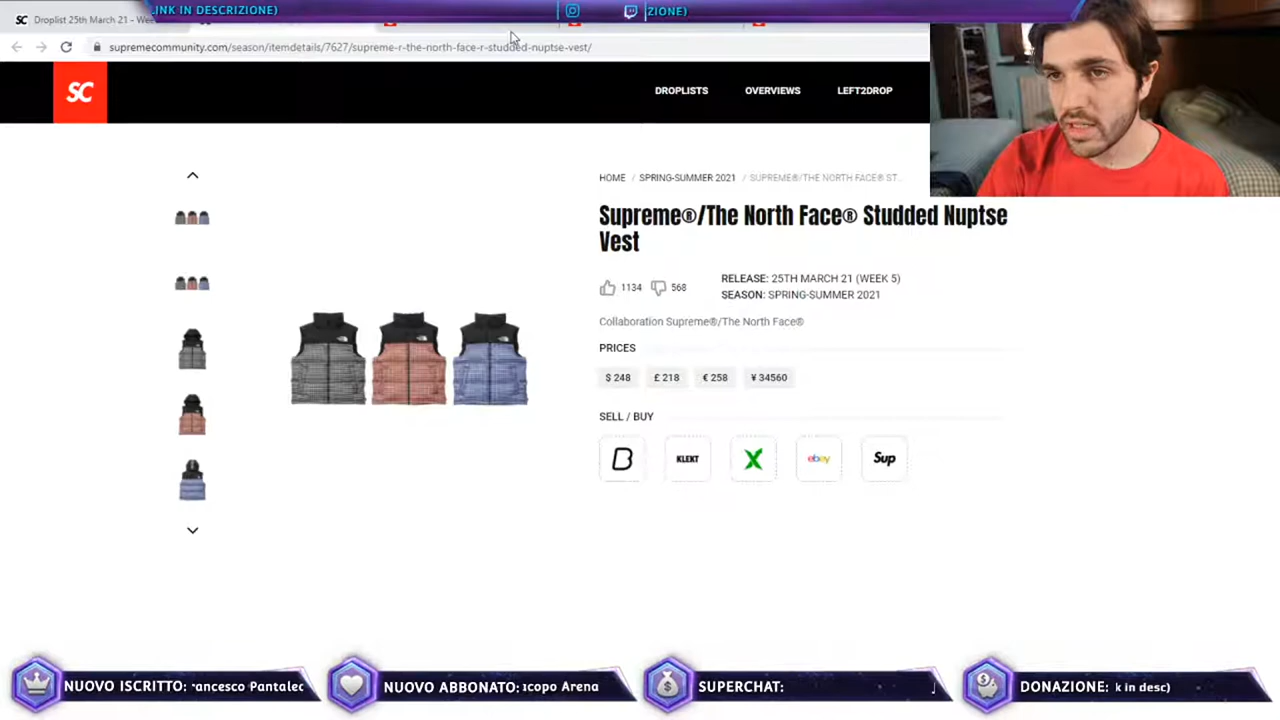 LINK IN DESCRIZIONE)
ZIONE)
SC Droplist 25th March 21 - Wee
supremecommunity.com/season/itemdetails/7627/supreme-r-the-north-face-r-studded-nuptse-vest/
SC
DROPLISTS OVERVIEWS LEFT2DROP
HOME / SPRING-SUMMER 2021 / SUPREME®/THE NORTH FACE® ST...
Supreme®/The North Face® Studded Nuptse
Vest
1134 568
RELEASE: 25TH MARCH 21 (WEEK 5)
SEASON: SPRING-SUMMER 2021
Collaboration Supreme®/The North Face®
PRICES
$ 248 £ 218 € 258 ¥ 34560
SELL / BUY
B KLEKT X ebay Sup
NUOVO ISCRITTO: ancesco Pantalec
NUOVO ABBONATO: copo Arena
SUPERCHAT:
DONAZIONE: k in desc)